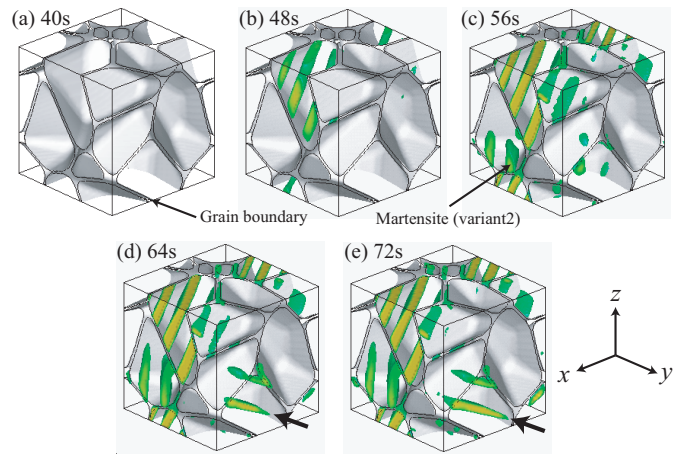 (a) 40s
(b) 48s
(c) 56s
Grain boundary
Martensite (variant2)
(d) 64s
(e) 72s
z
x
y